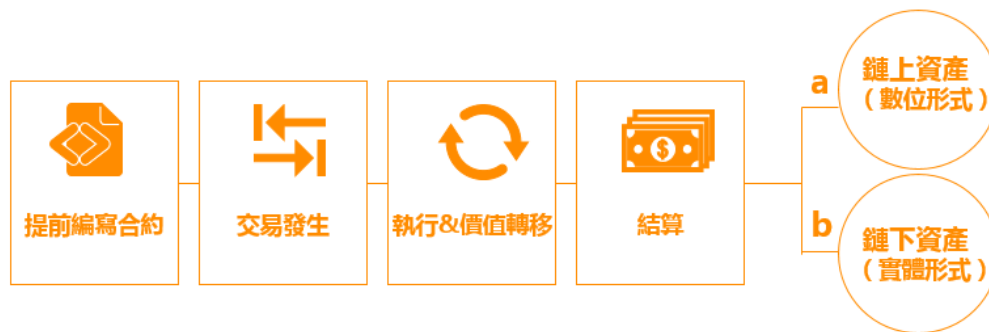 提前編寫合約
交易發生
執行&價值轉移
結算
a
鏈上資產
（數位形式）
b
鏈下資產
（實體形式）
$